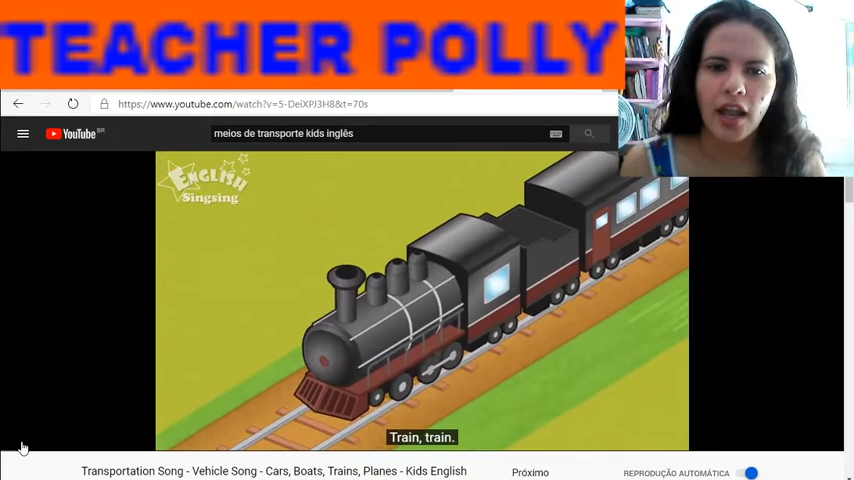 TEACHER POLLY
https://www.youtube.com/watch?v=5-DeiXPJ3H8&t=70s
YouTube BR
meios de transporte kids inglês
ENGLISH
Singsing
Train, train.
Transportation Song - Vehicle Song - Cars, Boats, Trains, Planes - Kids English
Próximo
REPRODUÇÃO AUTOMÁTICA